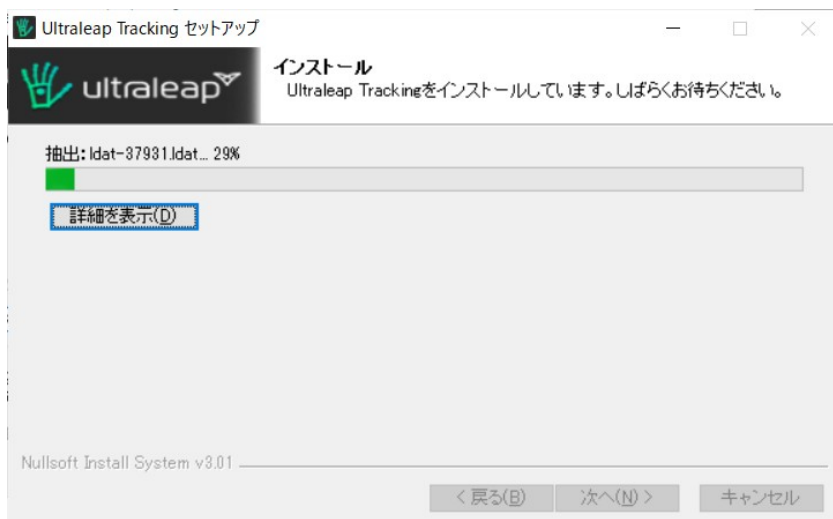 Ultraleap Tracking セットアップ
ultraleap
インストール
Ultraleap Trackingをインストールしています。しばらくお待ちください。
抽出: ldat-37931.ldat... 29%
詳細を表示(D)
Nullsoft Install System v3.01
< 戻る(B)
次へ(N) >
キャンセル